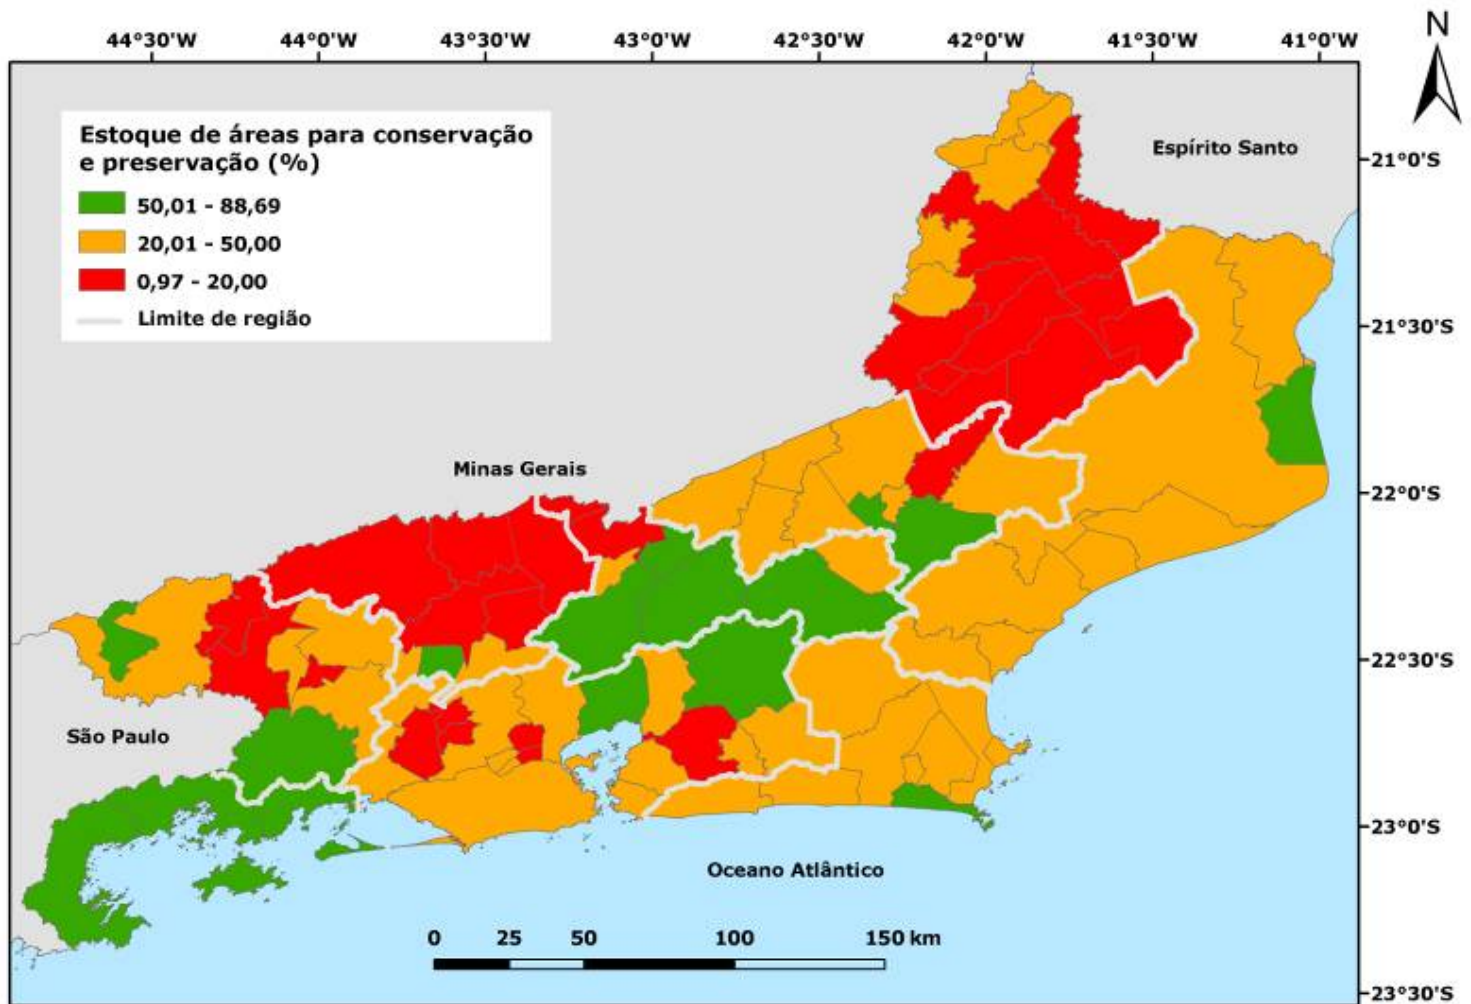 N
44°30'W 44°0'W 43°30'W 43°0'W 42°30'W 42°0'W 41°30'W 41°0'W
Estoque de áreas para conservação
e preservação (%)
50,01 - 88,69
20,01 - 50,00
0,97 - 20,00
Limite de região
Espírito Santo
21°0'S
21°30'S
Minas Gerais
22°0'S
22°30'S
São Paulo
23°0'S
Oceano Atlântico
0 25 50 100 150 km
23°30'S